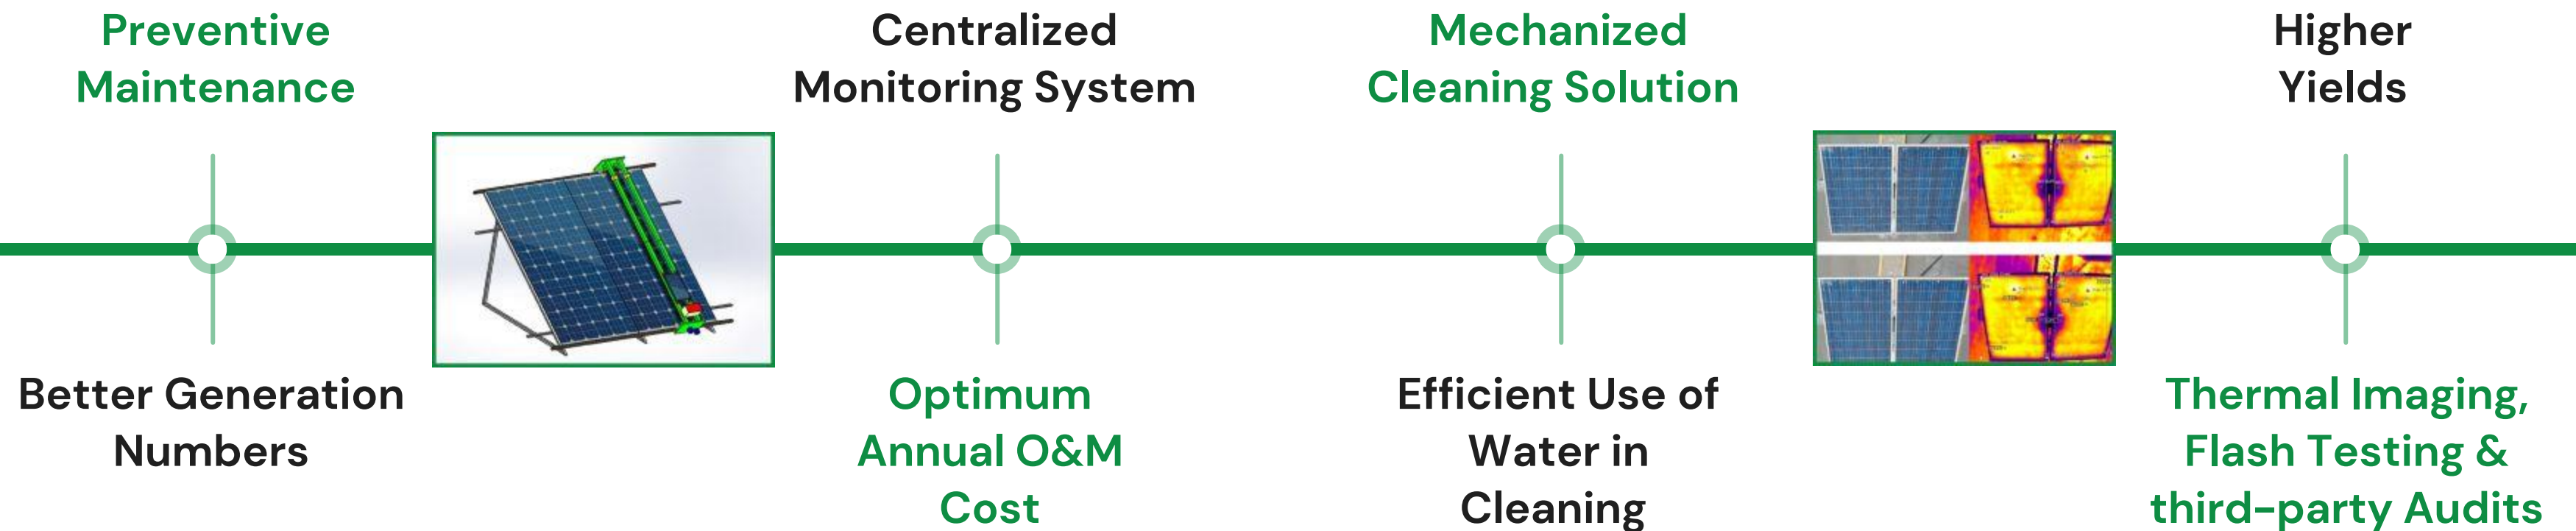 Preventive
Maintenance
Centralized
Monitoring System
Mechanized
Cleaning Solution
Higher
Yields
Better Generation
Numbers
Optimum
Annual O&M
Cost
Efficient Use of
Water in
Cleaning
Thermal Imaging,
Flash Testing &
third-party Audits